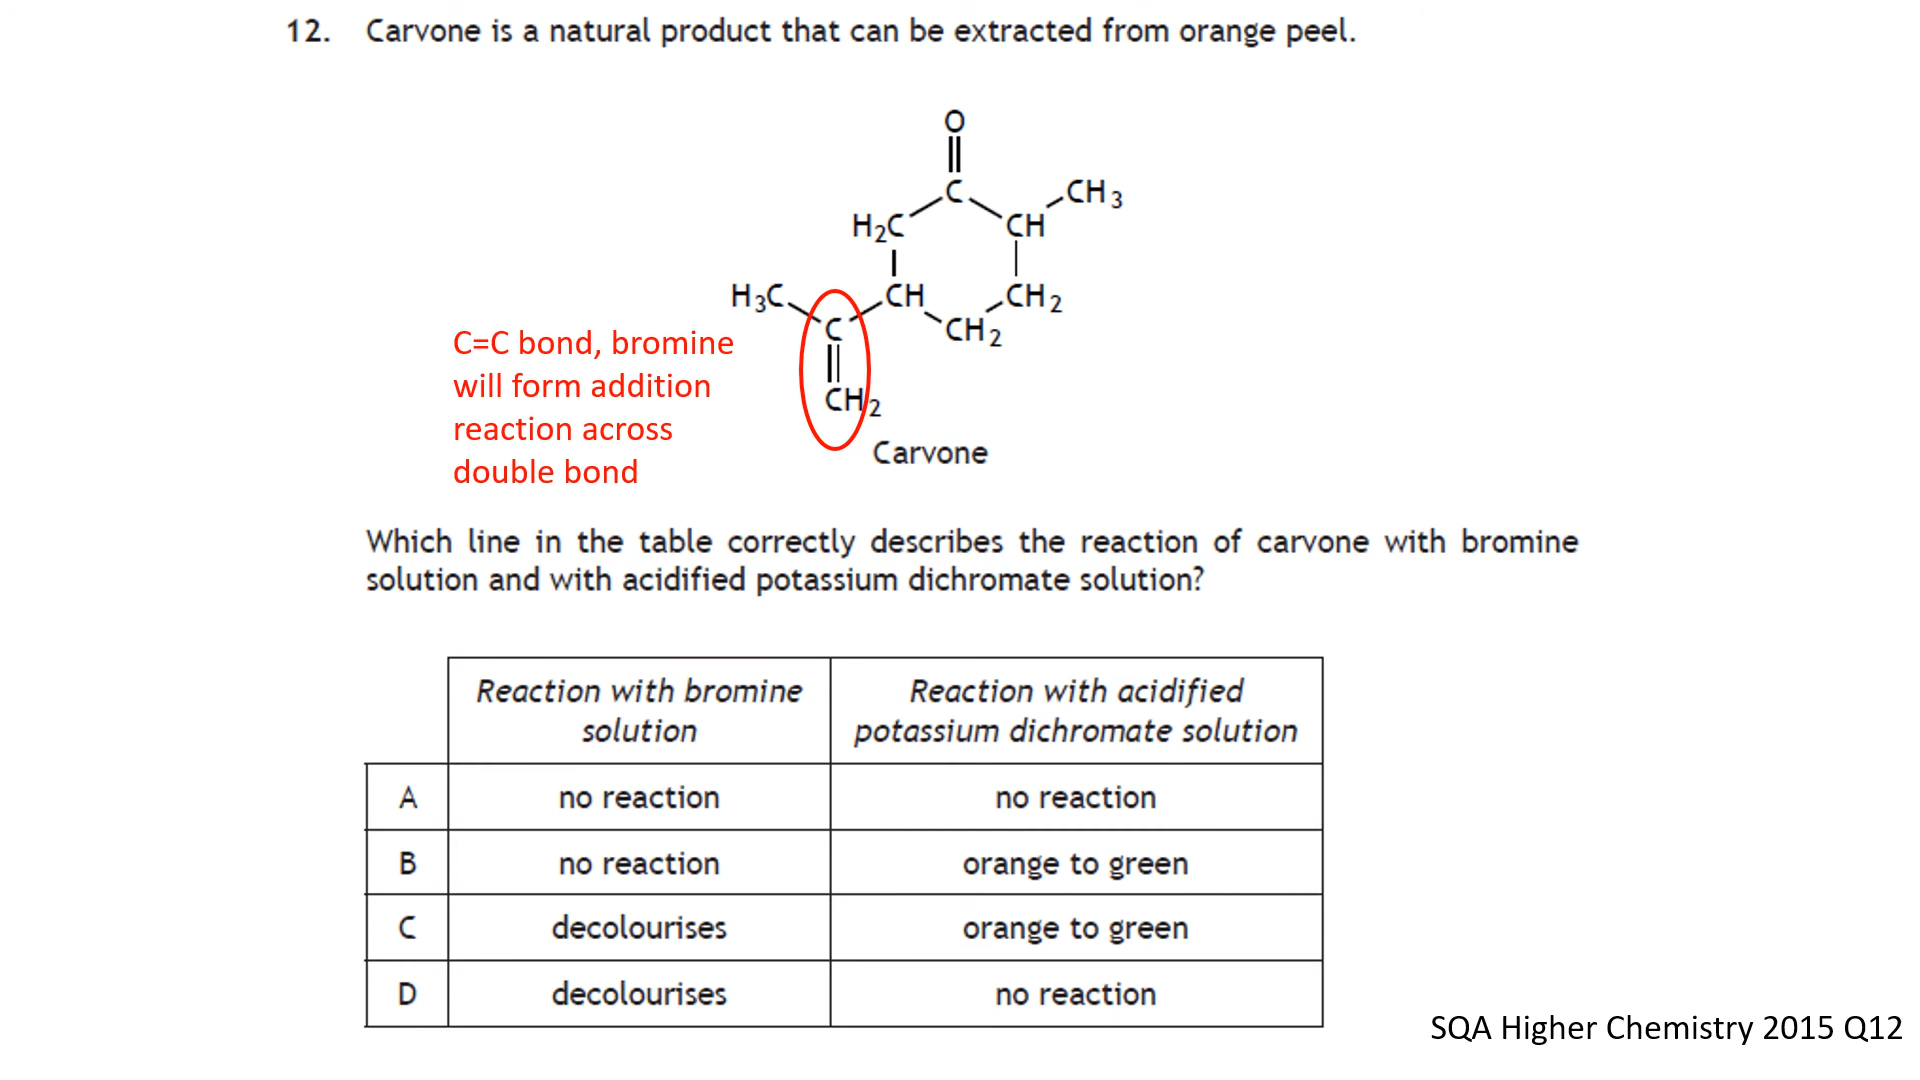 12. Carvone is a natural product that can be extracted from orange peel.
O
C
CH3
H2C
CH
H3C
CH
CH2
C
CH2
CH2
C=C bond, bromine
will form addition
reaction across
double bond
Carvone
Which line in the table correctly describes the reaction of carvone with bromine
solution and with acidified potassium dichromate solution?
Reaction with bromine
solution
Reaction with acidified
potassium dichromate solution
A no reaction no reaction
B no reaction orange to green
C decolourises orange to green
D decolourises no reaction
SQA Higher Chemistry 2015 Q12